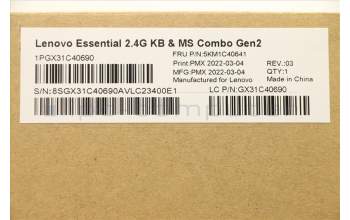 Lenovo Essential 2.4G KB & MS Combo Gen2
1PGX31C40690
FRU P/N:5KM1C40641
Print:PMX 2022-03-04 REV.:03
MFG:PMX 2022-03-04 QTY:1
Manufactured for Lenovo Made in China
S/N:8SGX31C40690AVLC23400E1 LC P/N:GX31C40690